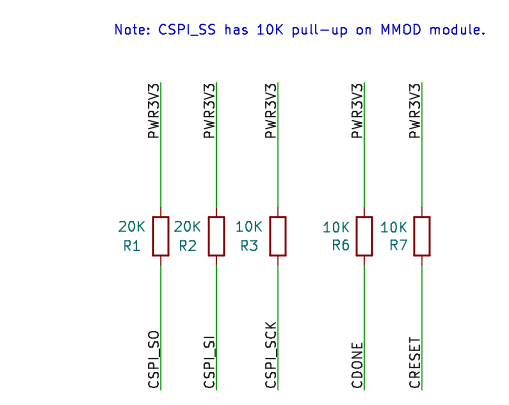 Note: CSPI_SS has 10K pull-up on MMOD module.
PWR3V3
PWR3V3
PWR3V3
PWR3V3
PWR3V3
20K
R1
20K
R2
10K
R3
10K
R6
10K
R7
CSPI_SO
CSPI_SI
CSPI_SCK
CDONE
CRESET